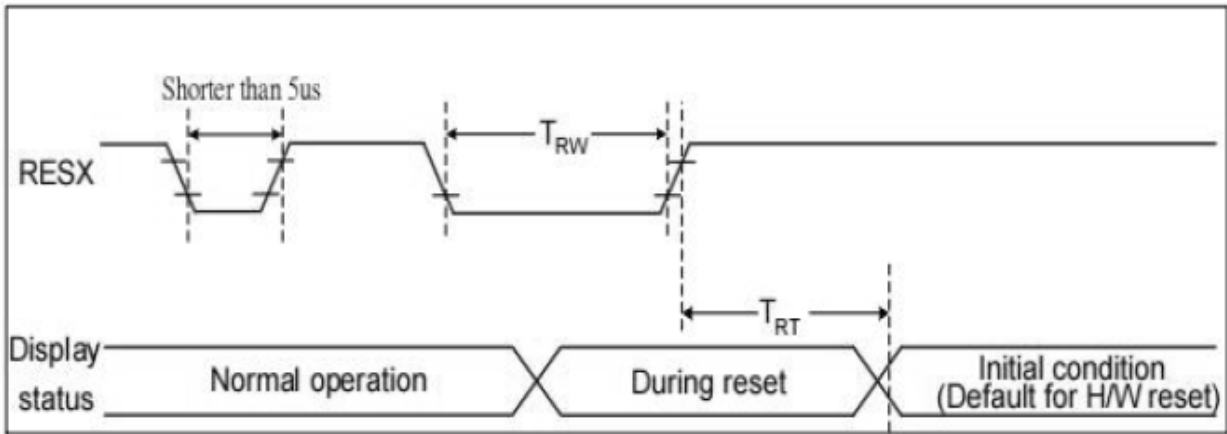 Shorter than 5us
RESX
TRW
TRT
Display
status
Normal operation
During reset
Initial condition
(Default for H/W reset)